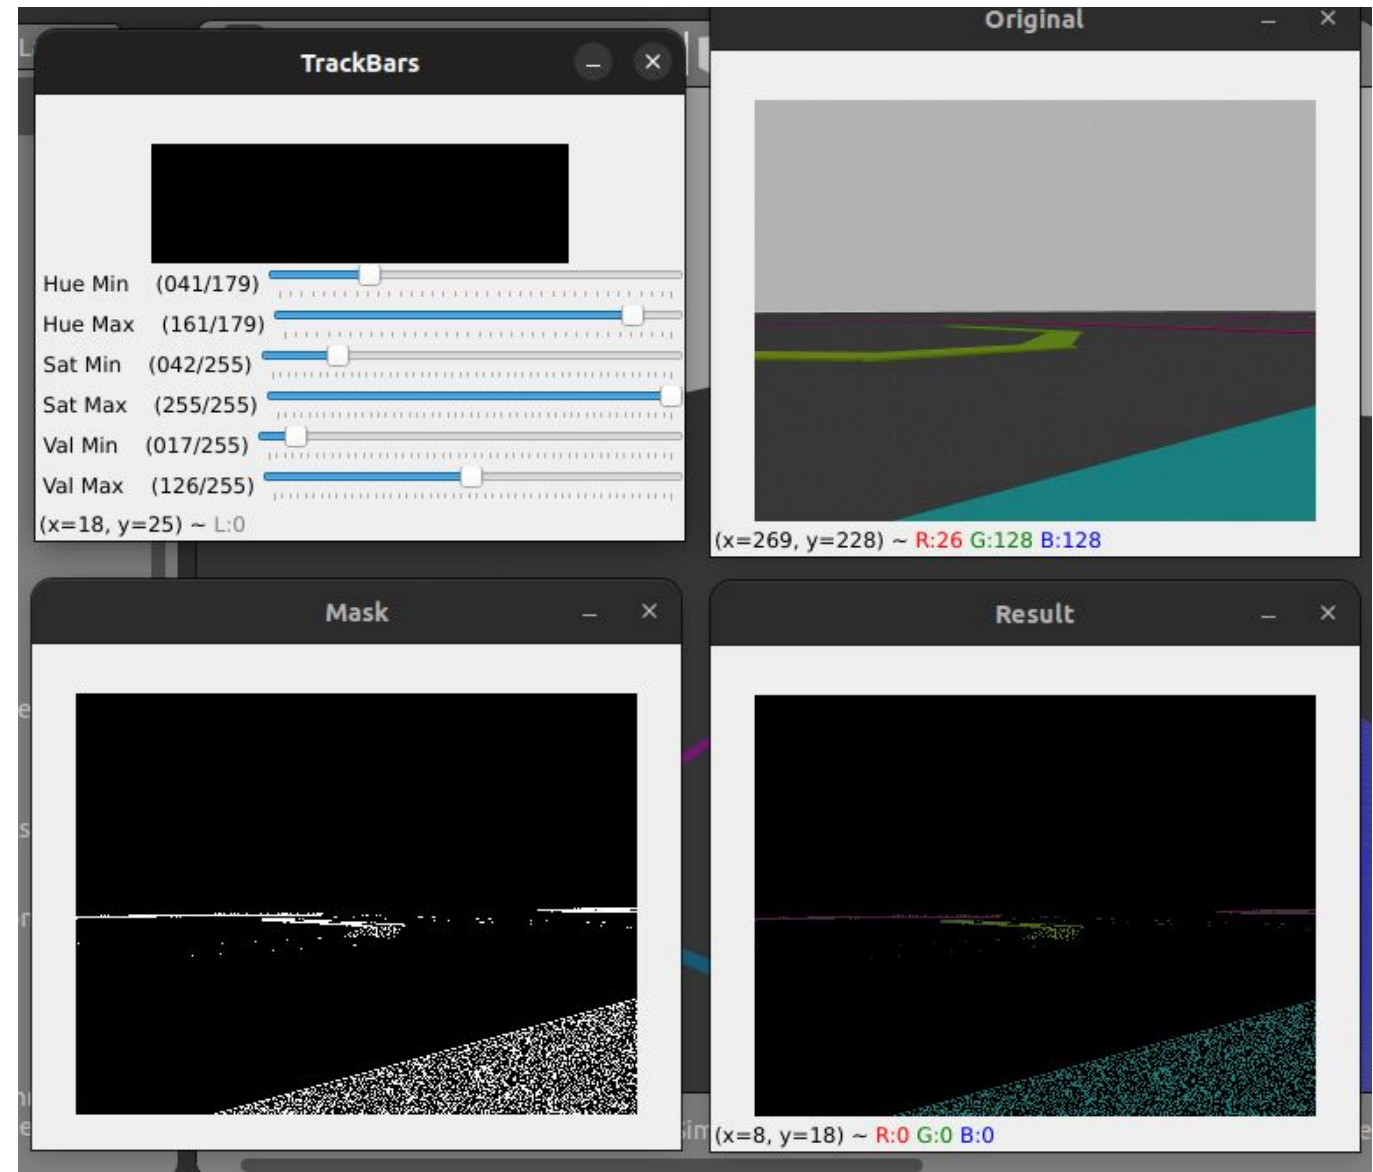 TrackBars
Hue Min (041/179)
Hue Max (161/179)
Sat Min (042/255)
Sat Max (255/255)
Val Min (017/255)
Val Max (126/255)
(x=18, y=25) ~ L:0
Original
(x=269, y=228) ~ R:26 G:128 B:128
Mask
Result
(x=8, y=18) ~ R:0 G:0 B:0